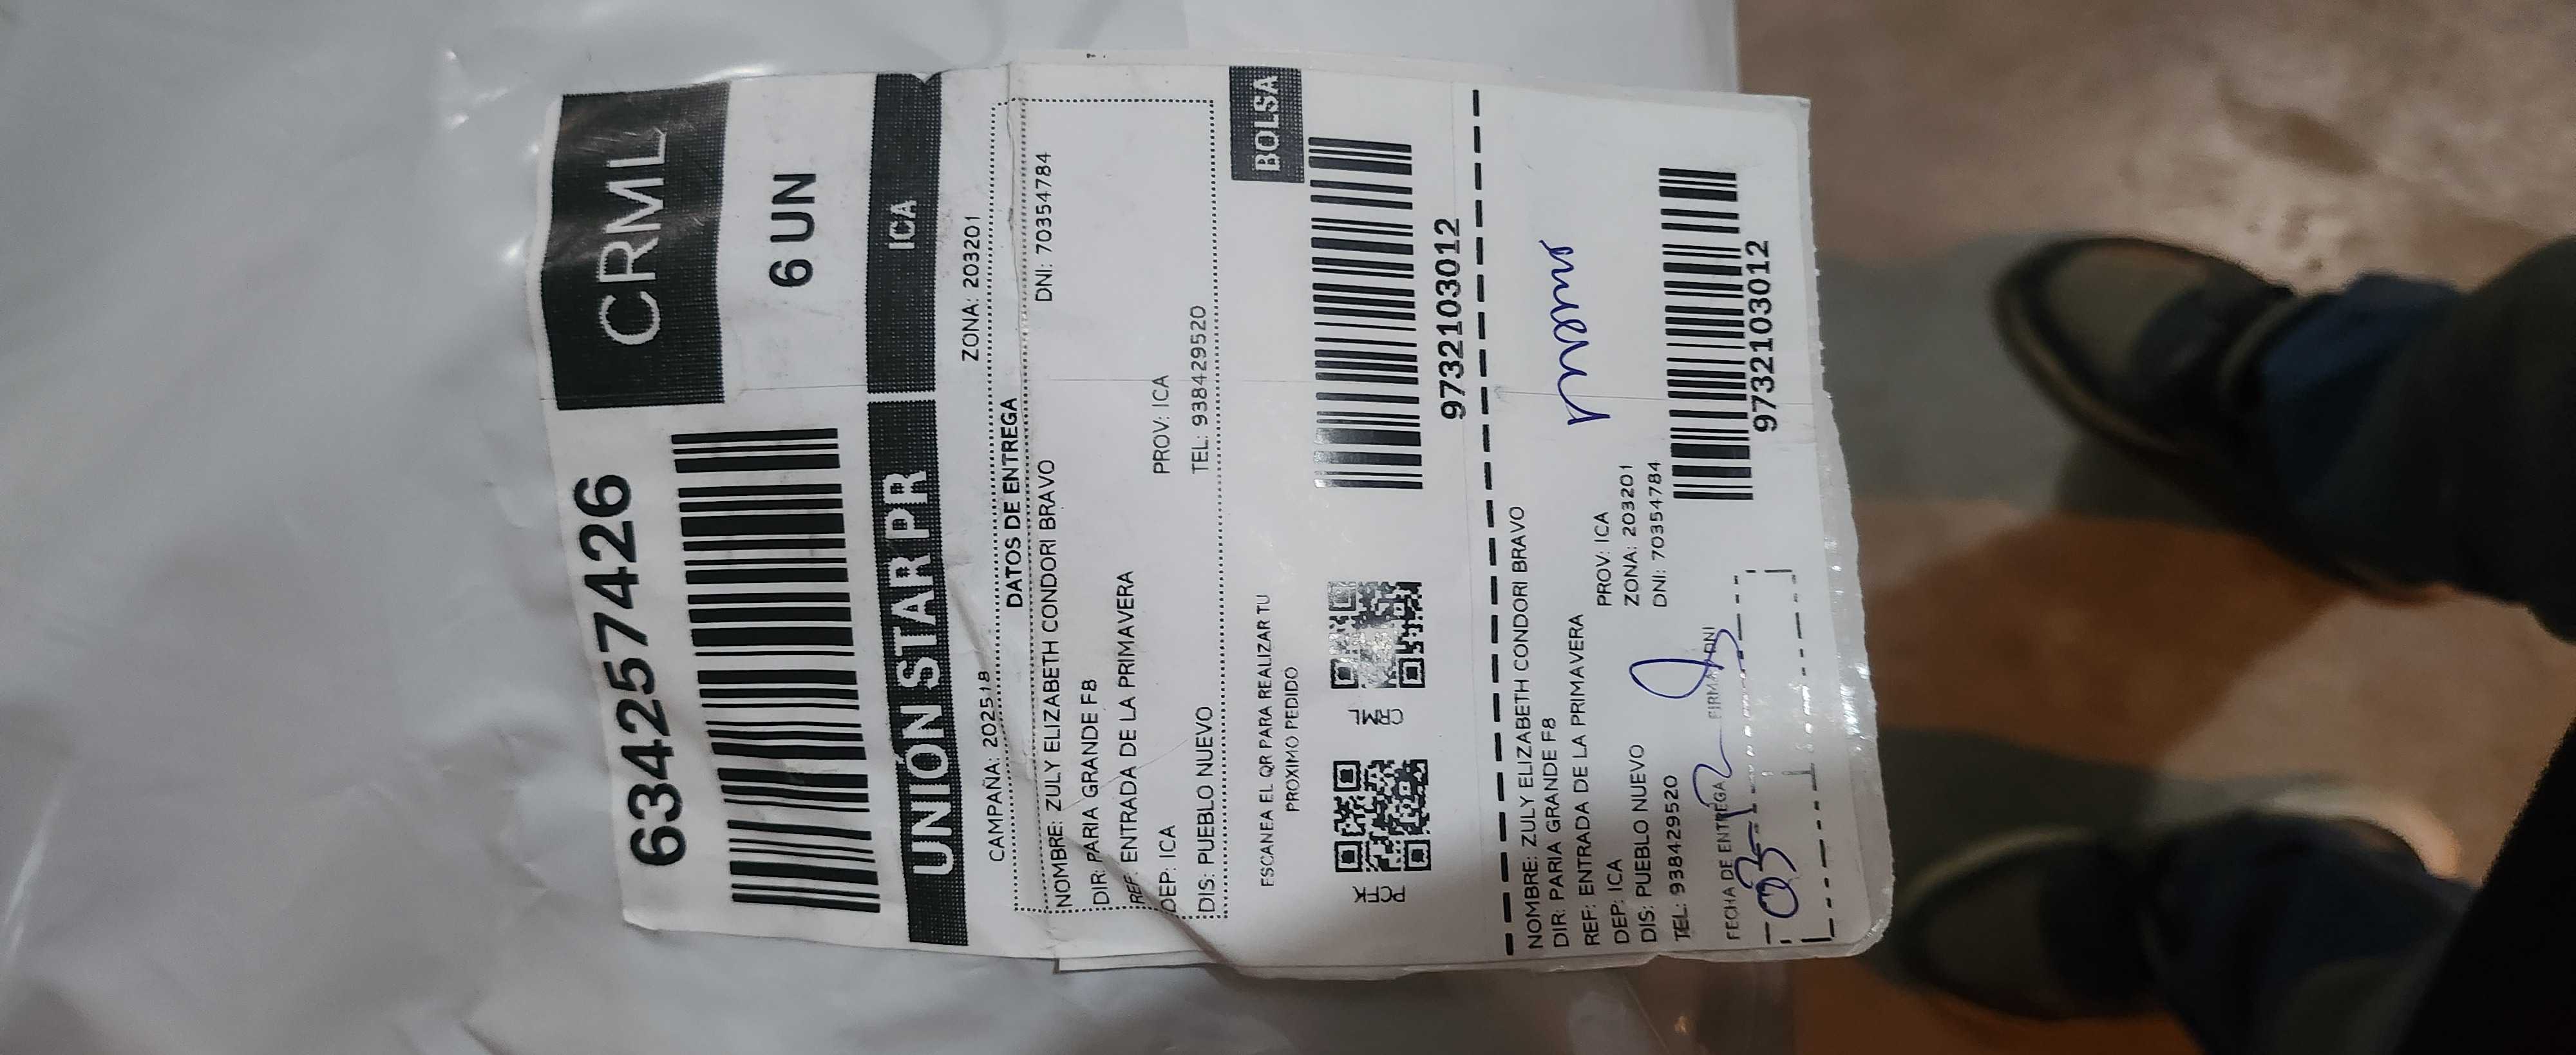 6342574426
CRML
6 UN
UNIÓN STAR PR
ICA
CAMPAÑA: 202518
ZONA: 203201
DATOS DE ENTREGA
NOMBRE: ZULY ELIZABETH CONDORI BRAVO
DNI: 70354784
DIR: PARIA GRANDE F8
REF: ENTRADA DE LA PRIMAVERA
DEP: ICA
PROV: ICA
DIS: PUEBLO NUEVO
TEL: 938429520
BOLSA
ESCANEA EL QR PARA REALIZAR TU
PROXIMO PEDIDO
PCFK
CRML
9732103012
NOMBRE: ZULY ELIZABETH CONDORI BRAVO
DIR: PARIA GRANDE F8
REF: ENTRADA DE LA PRIMAVERA
DEP: ICA
PROV: ICA
DIS: PUEBLO NUEVO
ZONA: 203201
TEL: 938429520
DNI: 70354784
FECHA DE ENTREGA
9732103012